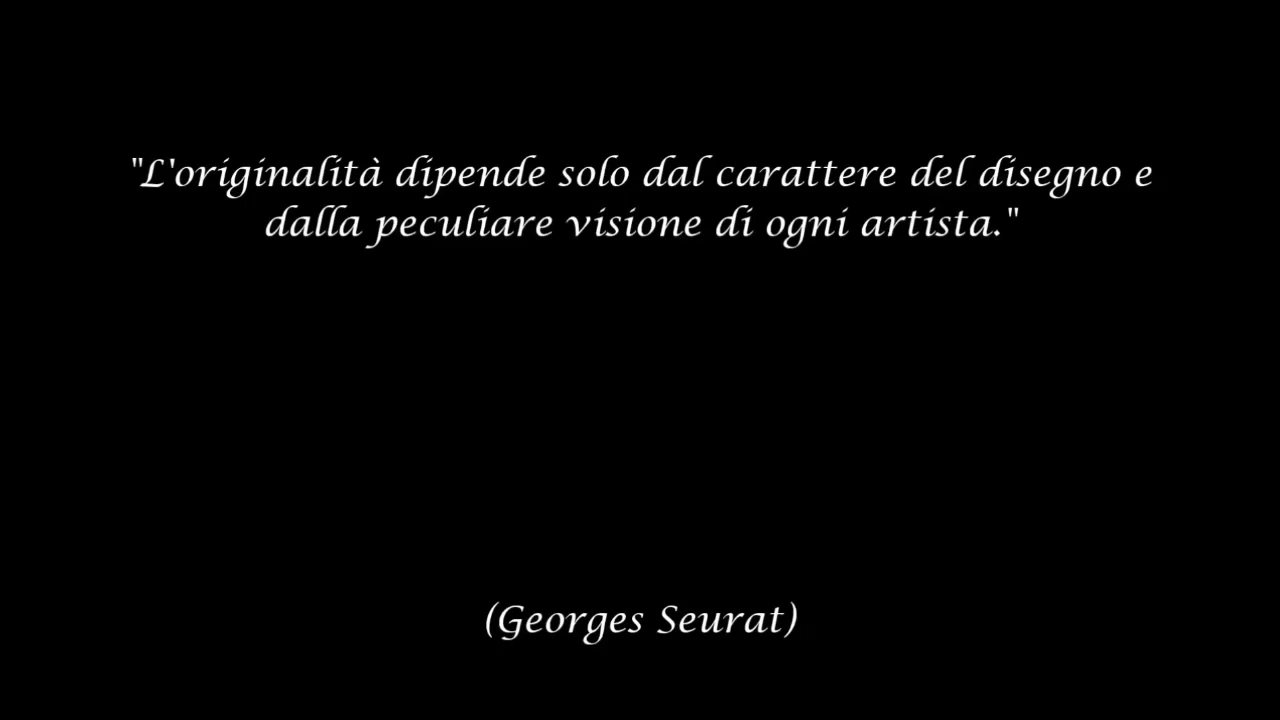 "L'originalità dipende solo dal carattere del disegno e
dalla peculiare visione di ogni artista."
(Georges Seurat)